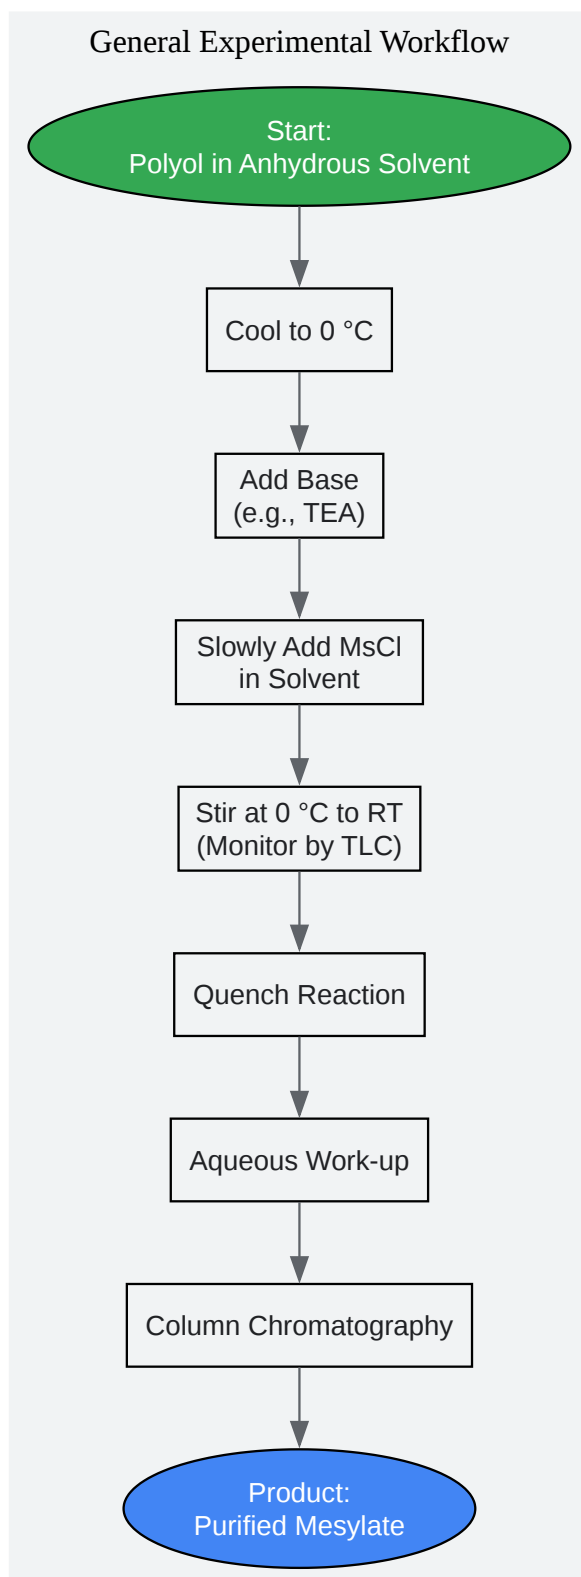 General Experimental Workflow
Start:
Polyol in Anhydrous Solvent
Cool to 0 °C
Add Base
(e.g., TEA)
Slowly Add MsCl
in Solvent
Stir at 0 °C to RT
(Monitor by TLC)
Quench Reaction
Aqueous Work-up
Column Chromatography
Product:
Purified Mesylate